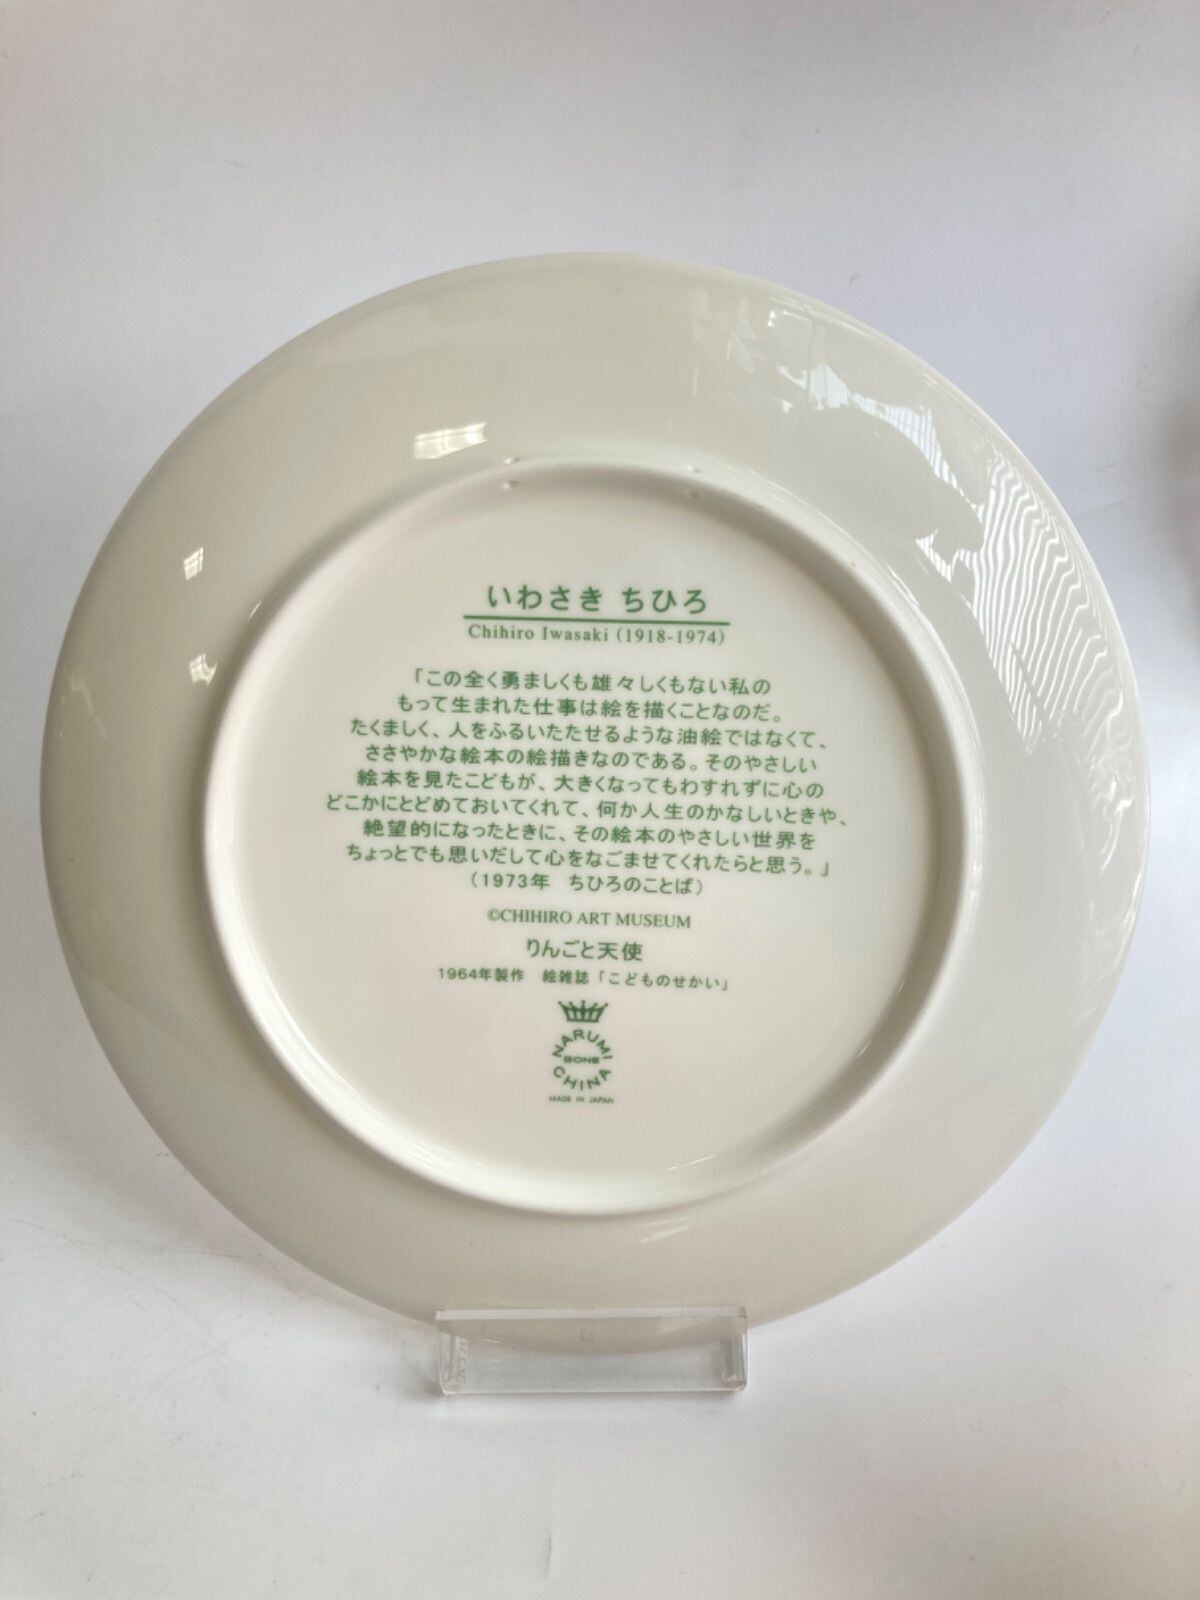 いわさき ちひろ
Chihiro Iwasaki (1918-1974)
「この全く勇ましくも雄々しくもない私の
もって生まれた仕事は絵を描くことなのだ。
たくましく、人をふるいたたせるような油絵ではなくて、
ささやかな絵本の絵描きなのである。そのやさしい
絵本を見たこどもが、大きくなってもわすれずに心の
どこかにとどめておいてくれて、何か人生のかなしいときや、
絶望的になったときに、その絵本のやさしい世界を
ちょっとでも思いだして心をなごませてくれたらと思う。」
（1973年　ちひろのことば）
©CHIHIRO ART MUSEUM
りんごと天使
1964年製作　絵雑誌「こどものせかい」
NARUMI
BONE
CHINA
MADE IN JAPAN